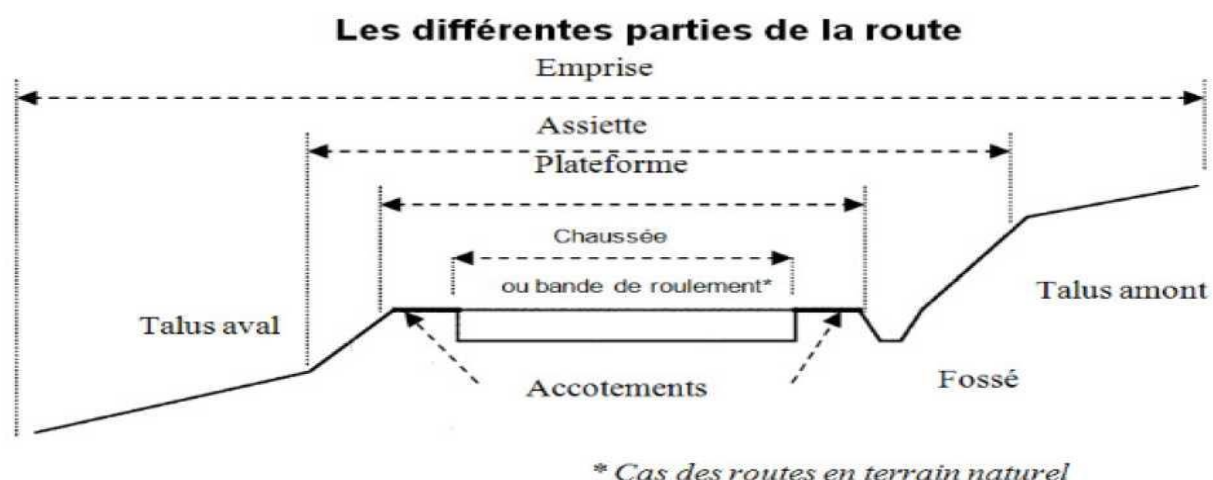 Les différentes parties de la route
Emprise
Assiette
Plateforme
Chaussée
ou bande de roulement*
Talus amont
Talus aval
Accotements
Fossé
* Cas des routes en terrain naturel